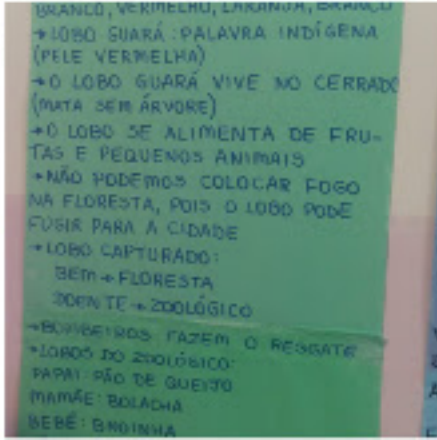 BRANCO, VERMELHO, LARANJA, BRANCO
→ LOBO GUARÁ: PALAVRA INDÍGENA
(PELE VERMELHA)
→ O LOBO GUARÁ VIVE NO CERRADO
(MATA SEM ÁRVORE)
→ O LOBO SE ALIMENTA DE FRU-
TAS E PEQUENOS ANIMAIS
→ NÃO PODEMOS COLOCAR FOGO
NA FLORESTA, POIS O LOBO PODE
FUGIR PARA A CIDADE
→ LOBO CAPTURADO:
BEM → FLORESTA
DOENTE → ZOOLÓGICO
→ BOMBEIROS FAZEM O RESGATE
→ LOBOS DO ZOOLÓGICO:
PAPAI: PÃO DE QUEIJO
MAMÃE: BOLACHA
BEBÊ: